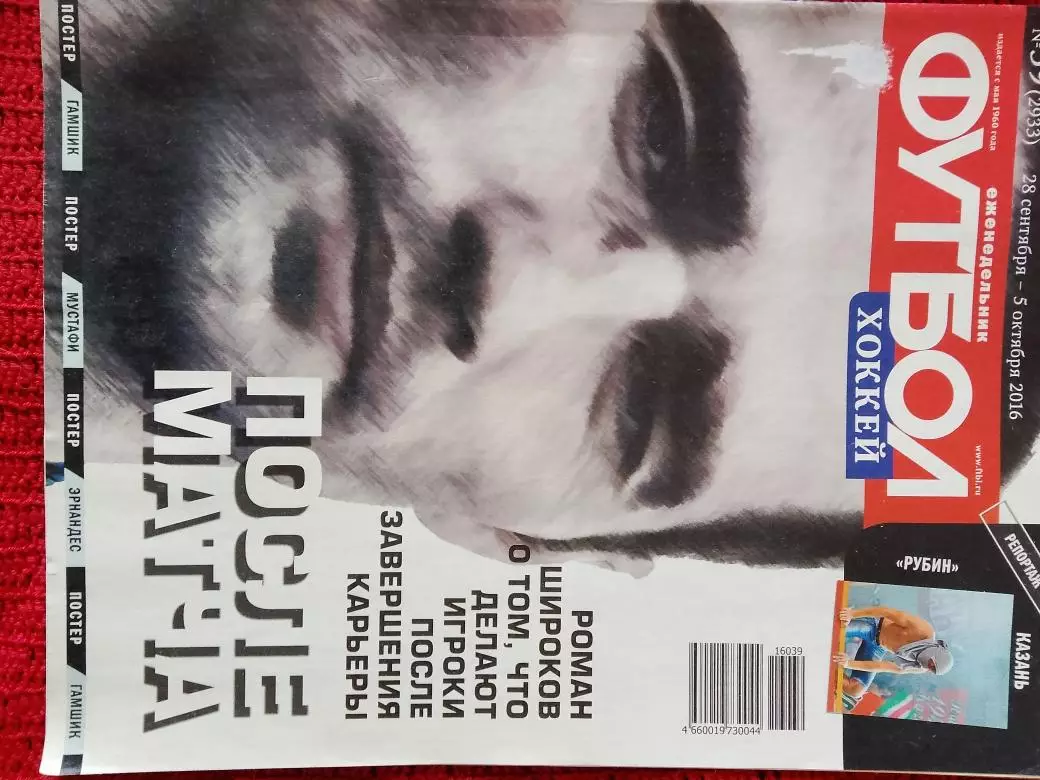 №39 (2933) 28 сентября – 5 октября 2016
издается с мая 1960 года
еженедельник
www.ftbl.ru
ФУТБОЛ
ХОККЕЙ
РЕПОРТАЖ
КАЗАНЬ
«РУБИН»
РОМАН
ШИРОКОВ
О ТОМ, ЧТО
ДЕЛАЮТ
ИГРОКИ
ПОСЛЕ
ЗАВЕРШЕНИЯ
КАРЬЕРЫ
16039
4 660019 730044
ПОСЛЕ
МАТЧА
ПОСТЕР ГАМШИК ПОСТЕР МУСТАФИ ПОСТЕР ЭРНАНДЕС ПОСТЕР ГАМШИК